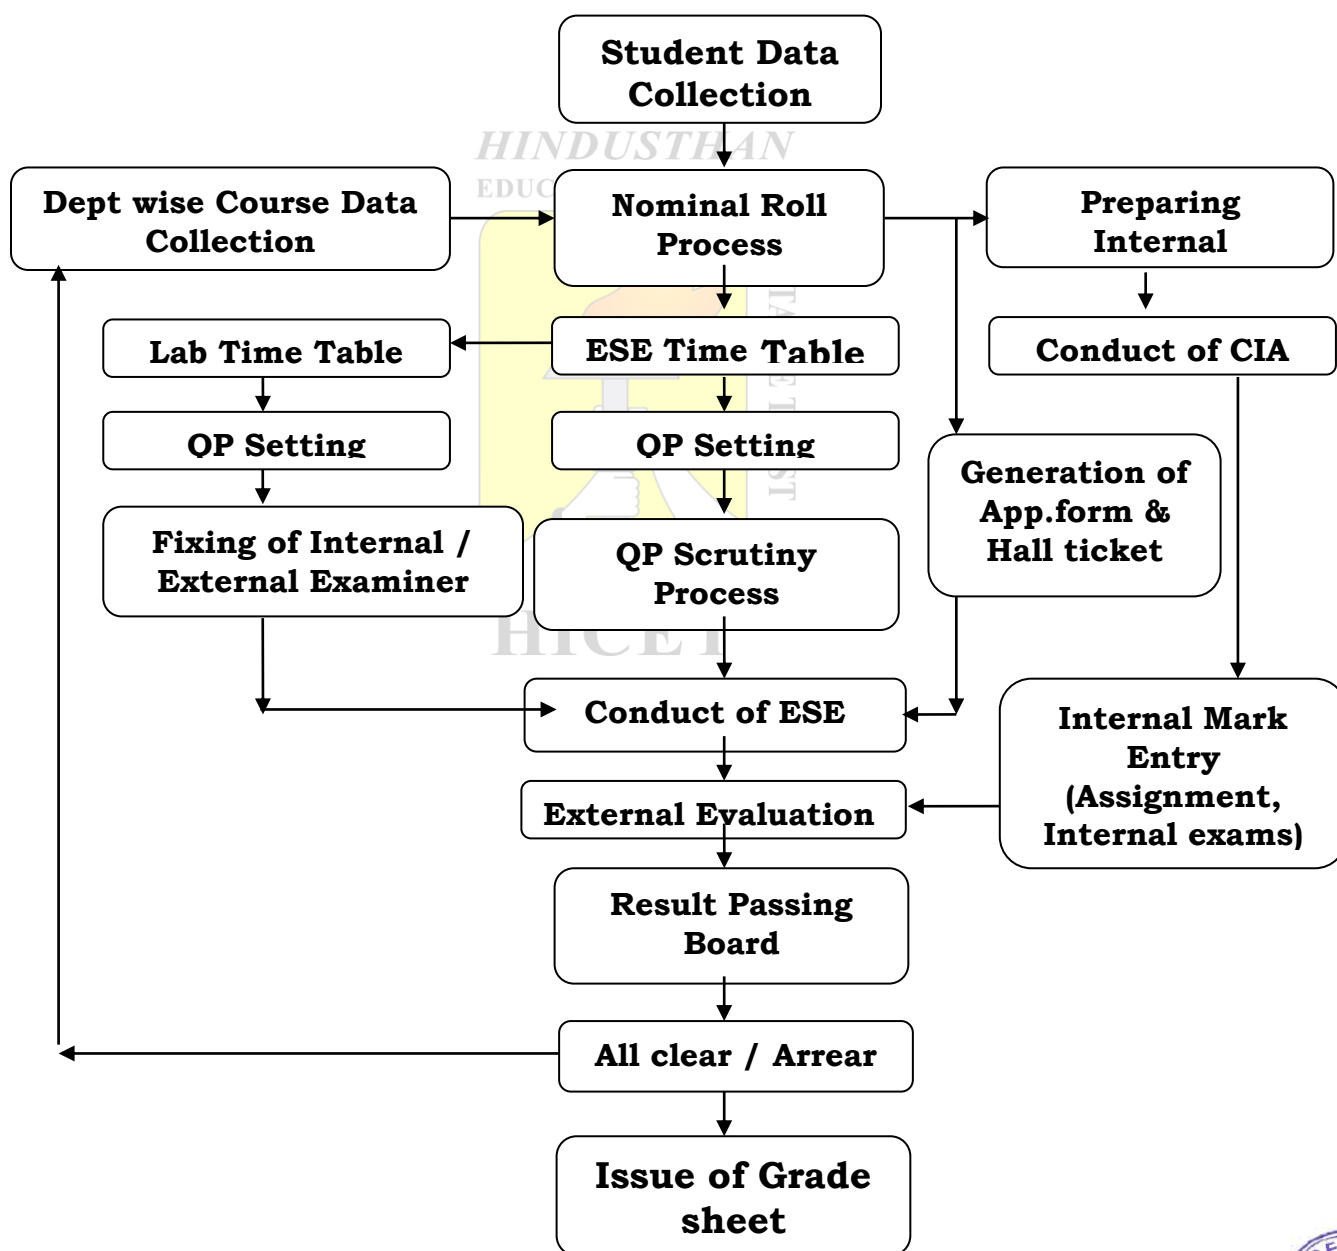 Student Data
Collection
HINDUSTHAN
Dept wise Course Data
Collection
Nominal Roll
Process
Preparing
Internal
Lab Time Table
ESE Time Table
Conduct of CIA
QP Setting
QP Setting
Generation of
App.form &
Hall ticket
Fixing of Internal /
External Examiner
QP Scrutiny
Process
HICET
Conduct of ESE
Internal Mark
Entry
(Assignment,
Internal exams)
External Evaluation
Result Passing
Board
All clear / Arrear
Issue of Grade
sheet